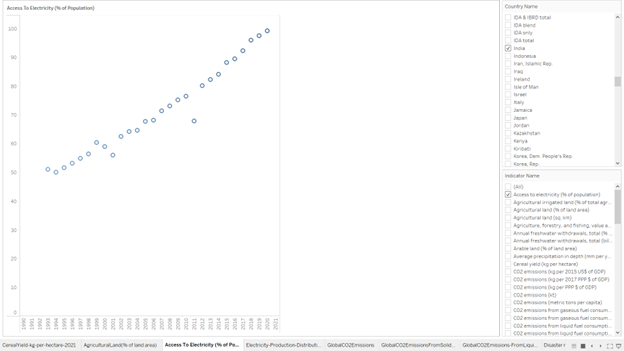 Access To Electricity (% of Population)
100
90
80
70
60
50
40
30
20
10
0
1990 1991 1992 1993 1994 1995 1996 1997 1998 1999 2000 2001 2002 2003 2004 2005 2006 2007 2008 2009 2010 2011 2012 2013 2014 2015 2016 2017 2018 2019 2020 2021
Country Name
IDA & IBRD total
IDA blend
IDA only
IDA total
India
Indonesia
Iran, Islamic Rep.
Iraq
Ireland
Isle of Man
Israel
Italy
Jamaica
Japan
Jordan
Kazakhstan
Kenya
Kiribati
Korea, Dem. People's Rep.
Korea, Rep.
Indicator Name
(All)
Access to electricity (% of population)
Agricultural irrigated land (% of total agr...
Agricultural land (% of land area)
Agricultural land (sq. km)
Agriculture, forestry, and fishing, value a...
Annual freshwater withdrawals, total (% ...
Annual freshwater withdrawals, total (bil...
Arable land (% of land area)
Average precipitation in depth (mm per y...
Cereal yield (kg per hectare)
CO2 emissions (kg per 2015 US$ of GDP)
CO2 emissions (kg per 2017 PPP $ of GDP)
CO2 emissions (kg per PPP $ of GDP)
CO2 emissions (kt)
CO2 emissions (metric tons per capita)
CO2 emissions from gaseous fuel consum...
CO2 emissions from gaseous fuel consum...
CO2 emissions from liquid fuel consumpti...
CO2 emissions from liquid fuel consumpti...
CerealYield-kg-per-hectare-2021
AgriculturalLand(% of land area)
Access To Electricity (% of Po...
Electricity-Production-Distributi...
GlobalCO2Emissions
GlobalCO2EmissionsFromSolid...
GlobalCO2EmissionsFrom-Liqui...